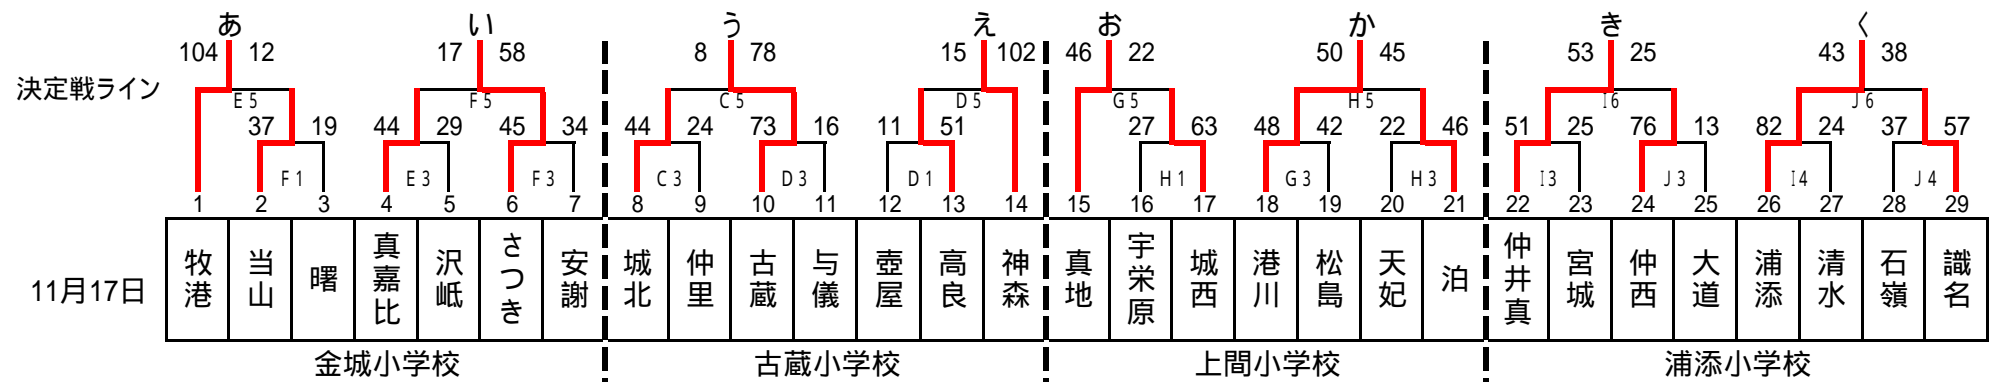 あ い う え お か き く
104 12 17 58 8 78 15 102 46 22 50 45 53 25 43 38
決定戦ライン
E5 F5 C5 D5 G5 H5 I6 J6
37 19 44 29 45 34 44 24 73 16 11 51 27 63 48 42 22 46 51 25 76 13 82 24 37 57
F1 E3 F3 C3 D3 D1 H1 G3 H3 I3 J3 I4 J4
1 2 3 4 5 6 7 8 9 10 11 12 13 14 15 16 17 18 19 20 21 22 23 24 25 26 27 28 29
11月17日 牧港 当山 曙 真嘉比 沢岻 さつき 安謝 城北 仲里 古蔵 与儀 壺屋 高良 神森 真地 宇栄原 城西 港川 松島 天妃 泊 仲井真 宮城 仲西 大道 浦添 清水 石嶺 識名
金城小学校 古蔵小学校 上間小学校 浦添小学校